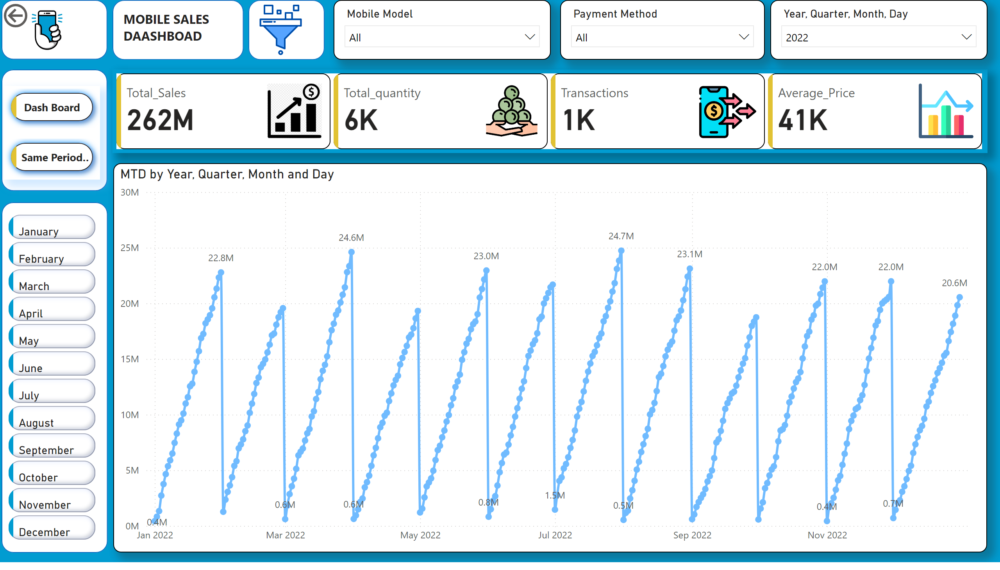 MOBILE SALES
DAASHBOAD
Mobile Model
All
Payment Method
All
Year, Quarter, Month, Day
2022
Dash Board
Same Period..
Total_Sales
262M
Total_quantity
6K
Transactions
1K
Average_Price
41K
January
February
March
April
May
June
July
August
September
October
November
December
MTD by Year, Quarter, Month and Day
30M
25M
20M
15M
10M
5M
0M
22.8M
24.6M
23.0M
24.7M
23.1M
22.0M
22.0M
20.6M
0.4M
0.6M
0.6M
0.8M
1.5M
0.5M
0.4M
0.7M
Jan 2022
Mar 2022
May 2022
Jul 2022
Sep 2022
Nov 2022